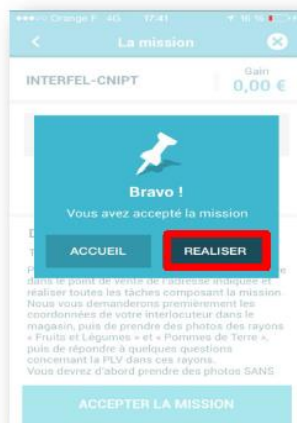 Orange F 4G 17:41 16 %
La mission
INTERFEL-CNIPT
Gain
0,00 €
Bravo !
Vous avez accepté la mission
ACCUEIL
REALISER
dans le point de vente de l'adresse indiquée et
réaliser toutes les tâches composant la mission
Nous vous demanderons premièrement les
coordonnées de votre interlocuteur dans le
magasin, puis de prendre des photos des rayons
« Fruits et Légumes » et « Pommes de Terre »,
puis de répondre à quelques questions
concernant la PLV dans ces rayons.
Vous devrez d'abord prendre des photos SANS
ACCEPTER LA MISSION